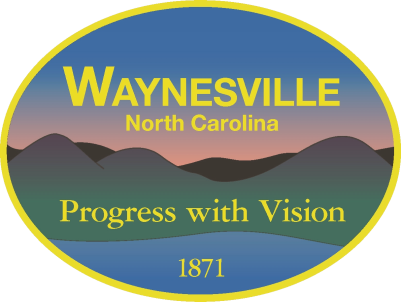 WAYNESVILLE
North Carolina
Progress with Vision
1871